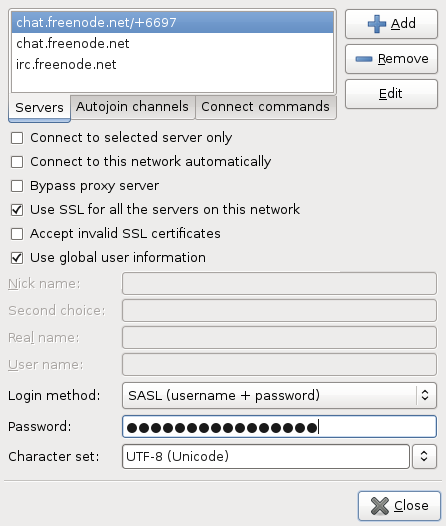 chat.freenode.net/+6697
chat.freenode.net
irc.freenode.net
Add
Remove
Edit
Servers Autojoin channels Connect commands
Connect to selected server only
Connect to this network automatically
Bypass proxy server
Use SSL for all the servers on this network
Accept invalid SSL certificates
Use global user information
Nick name:
Second choice:
Real name:
User name:
Login method: SASL (username + password)
Password: ●●●●●●●●●●●●●●●●
Character set: UTF-8 (Unicode)
Close